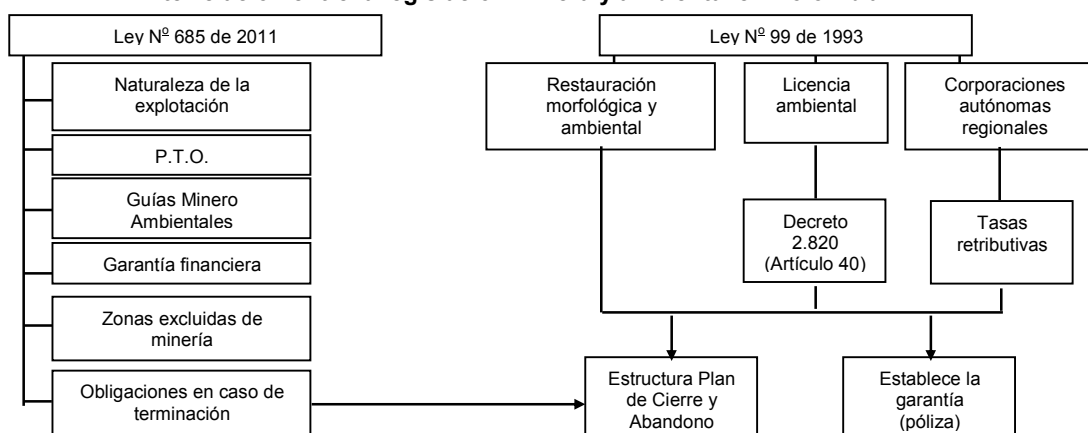 Ley Nº 685 de 2011
Naturaleza de la
explotación
P.T.O.
Guías Minero
Ambientales
Garantía financiera
Zonas excluidas de
minería
Obligaciones en caso de
terminación
Ley Nº 99 de 1993
Restauración
morfológica y
ambiental
Licencia
ambiental
Corporaciones
autónomas
regionales
Decreto
2.820
(Artículo 40)
Tasas
retributivas
Estructura Plan
de Cierre y
Abandono
Establece la
garantía
(póliza)